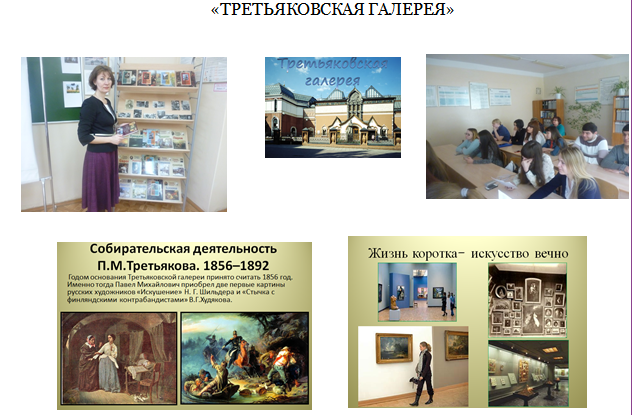 «ТРЕТЬЯКОВСКАЯ ГАЛЕРЕЯ»
Третьяковская
галерея
Собирательская деятельность
П.М.Третьякова. 1856–1892
Годом основания Третьяковской галереи принято считать 1856 год.
Именно тогда Павел Михайлович приобрел две первые картины
русских художников «Искушение» Н. Г. Шильдера и «Стычка с
финляндскими контрабандистами» В.Г.Худякова.
Жизнь коротка– искусство вечно